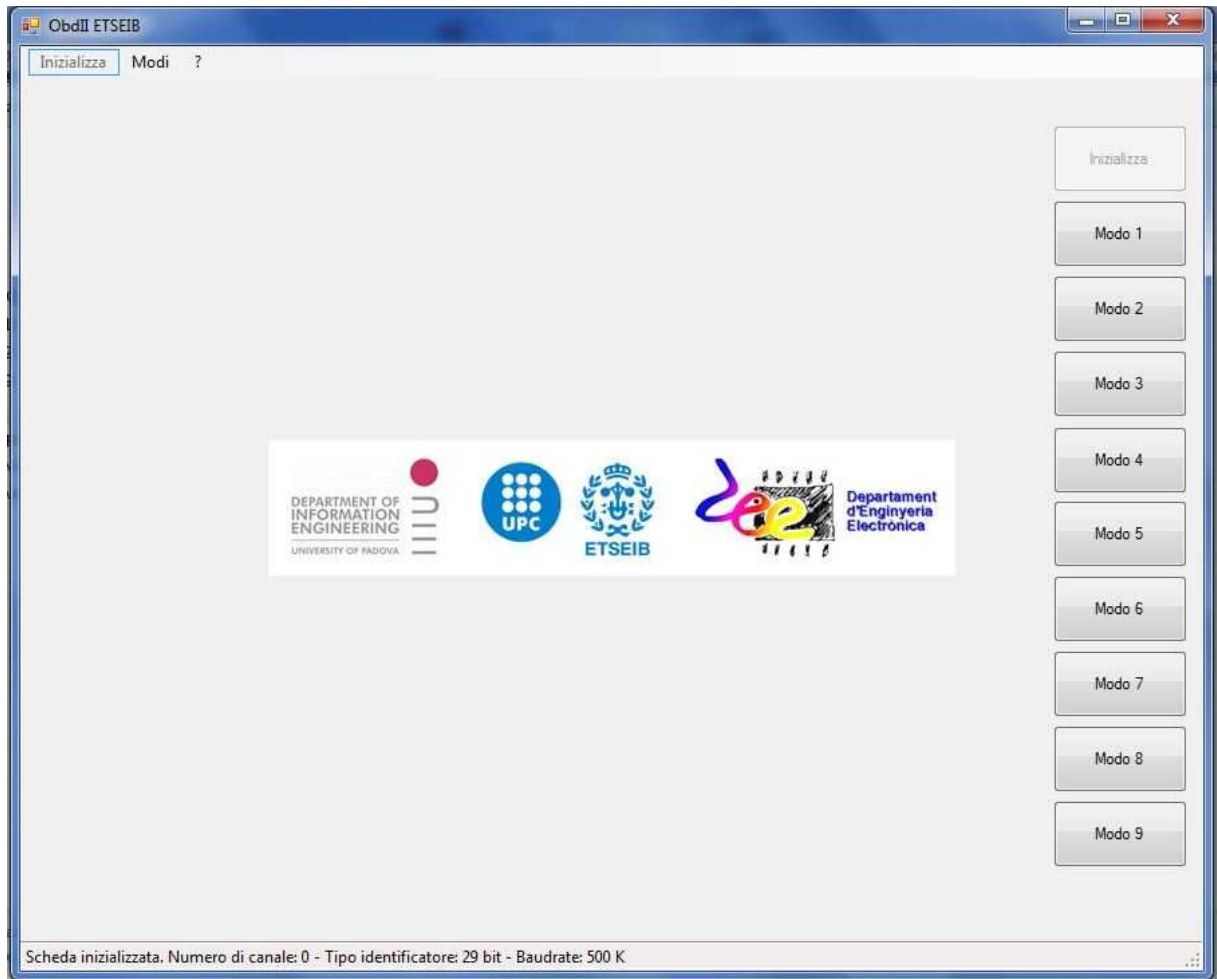 ObdII ETSEIB
Inizializza Modi ?
Inizializza
Modo 1
Modo 2
Modo 3
Modo 4
Modo 5
Modo 6
Modo 7
Modo 8
Modo 9
DEPARTMENT OF
INFORMATION
ENGINEERING
UNIVERSITY OF PADOVA
UPC
ETSEIB
Departament
d'Enginyeria
Electrònica
Scheda inizializzata. Numero di canale: 0 - Tipo identificatore: 29 bit - Baudrate: 500 K